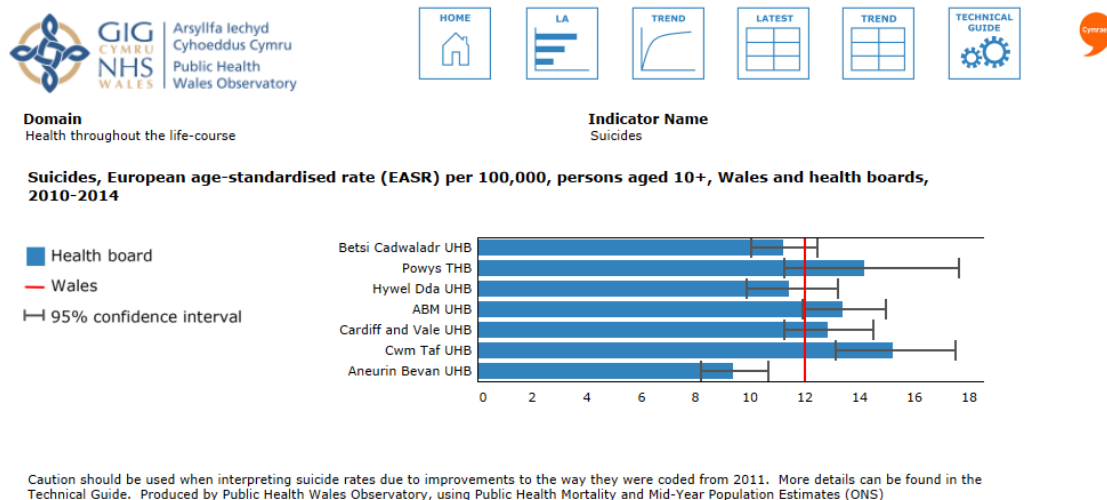 GIG
CYMRU
NHS
WALES
Arsyllfa Iechyd
Cyhoeddus Cymru
Public Health
Wales Observatory
HOME
LA
TREND
LATEST
TREND
TECHNICAL
GUIDE
Cymraeg
Domain
Health throughout the life-course
Indicator Name
Suicides
Suicides, European age-standardised rate (EASR) per 100,000, persons aged 10+, Wales and health boards,
2010-2014
Health board
Wales
95% confidence interval
Betsi Cadwaladr UHB
Powys THB
Hywel Dda UHB
ABM UHB
Cardiff and Vale UHB
Cwm Taf UHB
Aneurin Bevan UHB
0 2 4 6 8 10 12 14 16 18
Caution should be used when interpreting suicide rates due to improvements to the way they were coded from 2011.  More details can be found in the
Technical Guide.  Produced by Public Health Wales Observatory, using Public Health Mortality and Mid-Year Population Estimates (ONS)